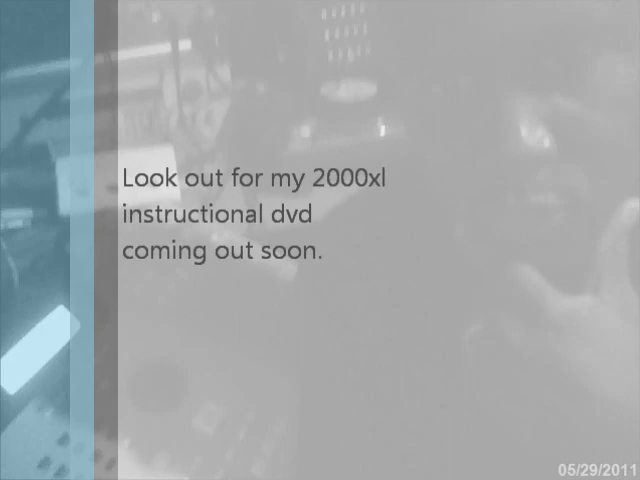 Look out for my 2000xl
instructional dvd
coming out soon.
05/29/2011